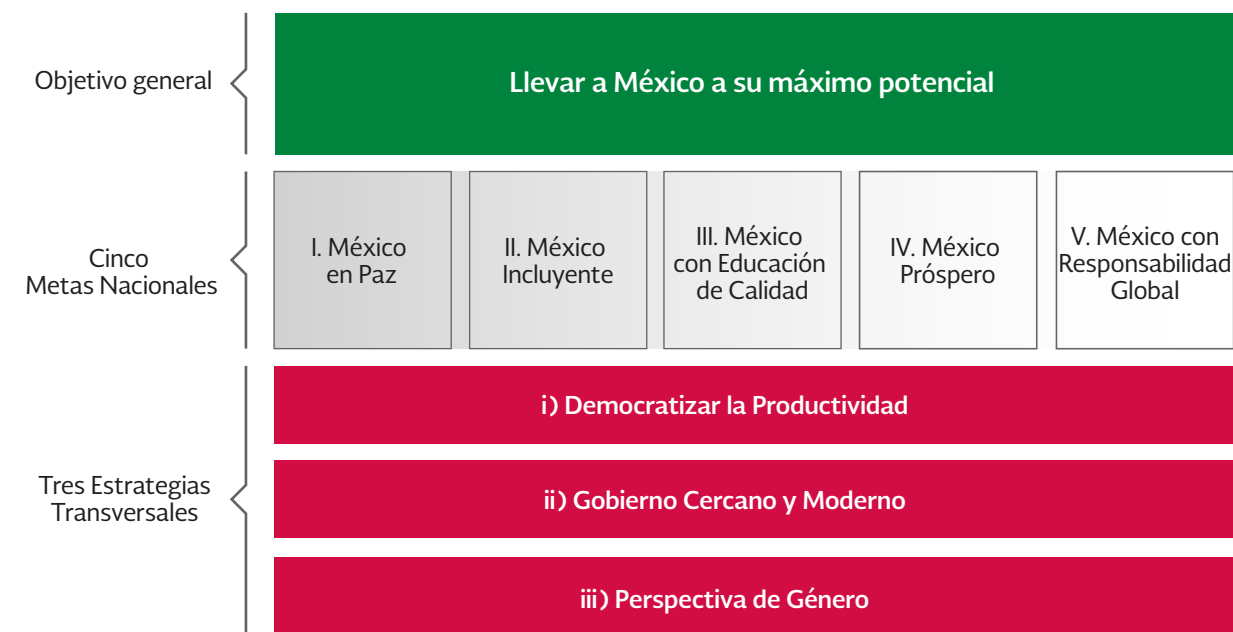 Objetivo general
Llevar a México a su máximo potencial
Cinco
Metas Nacionales
I. México
en Paz
II. México
Incluyente
III. México
con Educación
de Calidad
IV. México
Próspero
V. México con
Responsabilidad
Global
Tres Estrategias
Transversales
i) Democratizar la Productividad
ii) Gobierno Cercano y Moderno
iii) Perspectiva de Género